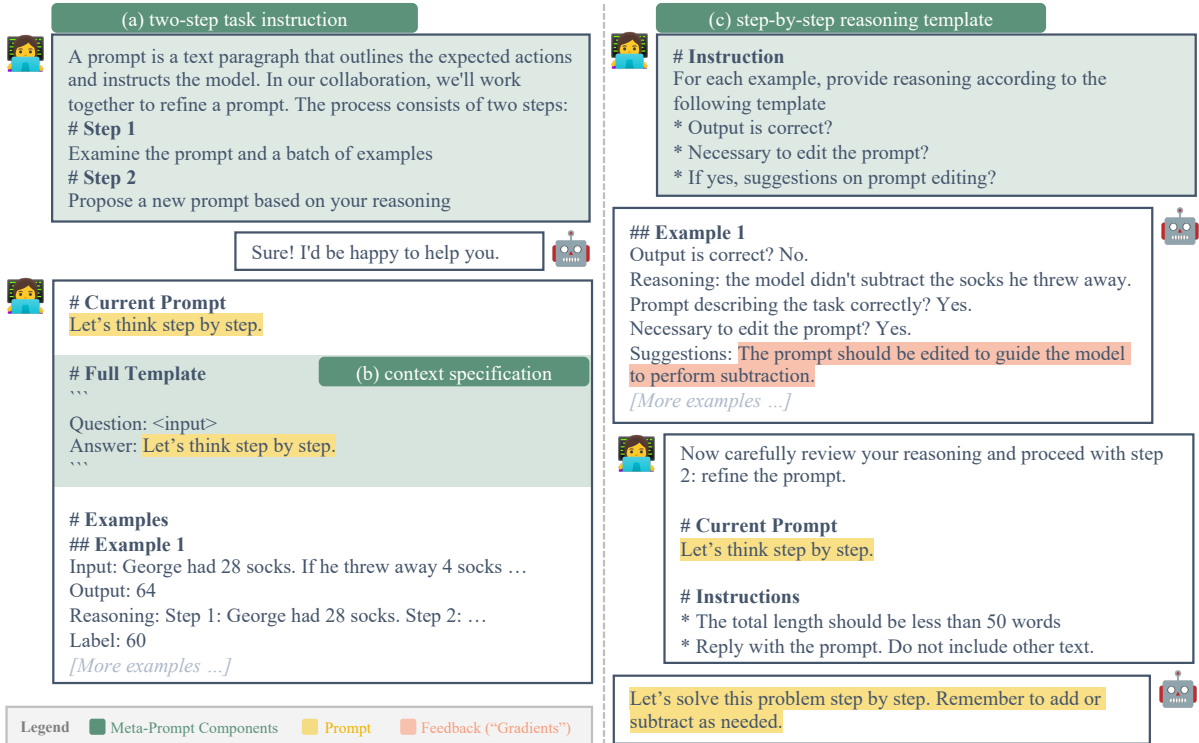 (a) two-step task instruction
A prompt is a text paragraph that outlines the expected actions
and instructs the model. In our collaboration, we'll work
together to refine a prompt. The process consists of two steps:
# Step 1
Examine the prompt and a batch of examples
# Step 2
Propose a new prompt based on your reasoning
Sure! I'd be happy to help you.
# Current Prompt
Let’s think step by step.
# Full Template
(b) context specification
```
Question: <input>
Answer: Let’s think step by step.
```
# Examples
## Example 1
Input: George had 28 socks. If he threw away 4 socks …
Output: 64
Reasoning: Step 1: George had 28 socks. Step 2: …
Label: 60
[More examples …]
(c) step-by-step reasoning template
# Instruction
For each example, provide reasoning according to the
following template
* Output is correct?
* Necessary to edit the prompt?
* If yes, suggestions on prompt editing?
## Example 1
Output is correct? No.
Reasoning: the model didn't subtract the socks he threw away.
Prompt describing the task correctly? Yes.
Necessary to edit the prompt? Yes.
Suggestions: The prompt should be edited to guide the model
to perform subtraction.
[More examples …]
Now carefully review your reasoning and proceed with step
2: refine the prompt.
# Current Prompt
Let’s think step by step.
# Instructions
* The total length should be less than 50 words
* Reply with the prompt. Do not include other text.
Let’s solve this problem step by step. Remember to add or
subtract as needed.
Legend Meta-Prompt Components Prompt Feedback (“Gradients”)